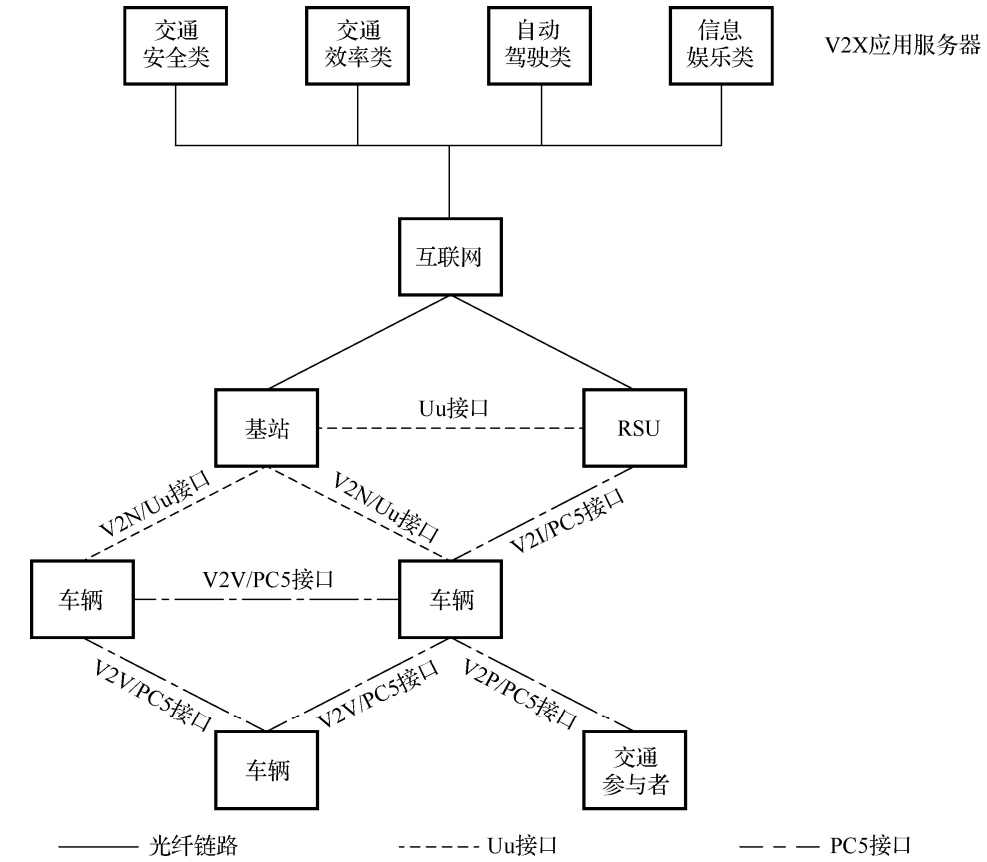 交通
安全类
交通
效率类
自动
驾驶类
信息
娱乐类
V2X应用服务器
互联网
基站
Uu接口
RSU
V2N/Uu接口
V2N/Uu接口
V2I/PC5接口
车辆
V2V/PC5接口
车辆
V2V/PC5接口
V2V/PC5接口
V2P/PC5接口
车辆
交通
参与者
光纤链路
Uu接口
PC5接口